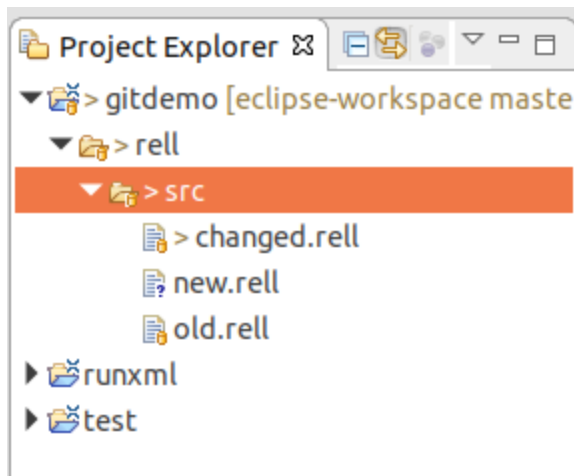 Project Explorer
> gitdemo [eclipse-workspace maste
> rell
> src
> changed.rell
new.rell
old.rell
runxml
test